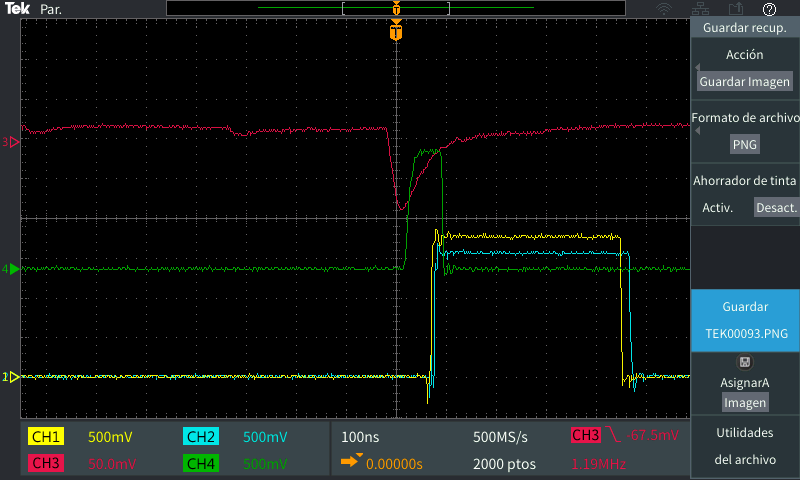 Tek Par.
T
?
T
Guardar recup.
Acción
Guardar Imagen
Formato de archivo
PNG
Ahorrador de tinta
Activ. Desact.
3
4
Guardar
TEK00093.PNG
AsignarA
Imagen
Utilidades
del archivo
CH1 500mV CH2 500mV 100ns 500MS/s CH3 -67.5mV
CH3 50.0mV CH4 500mV 0.00000s 2000 ptos 1.19MHz